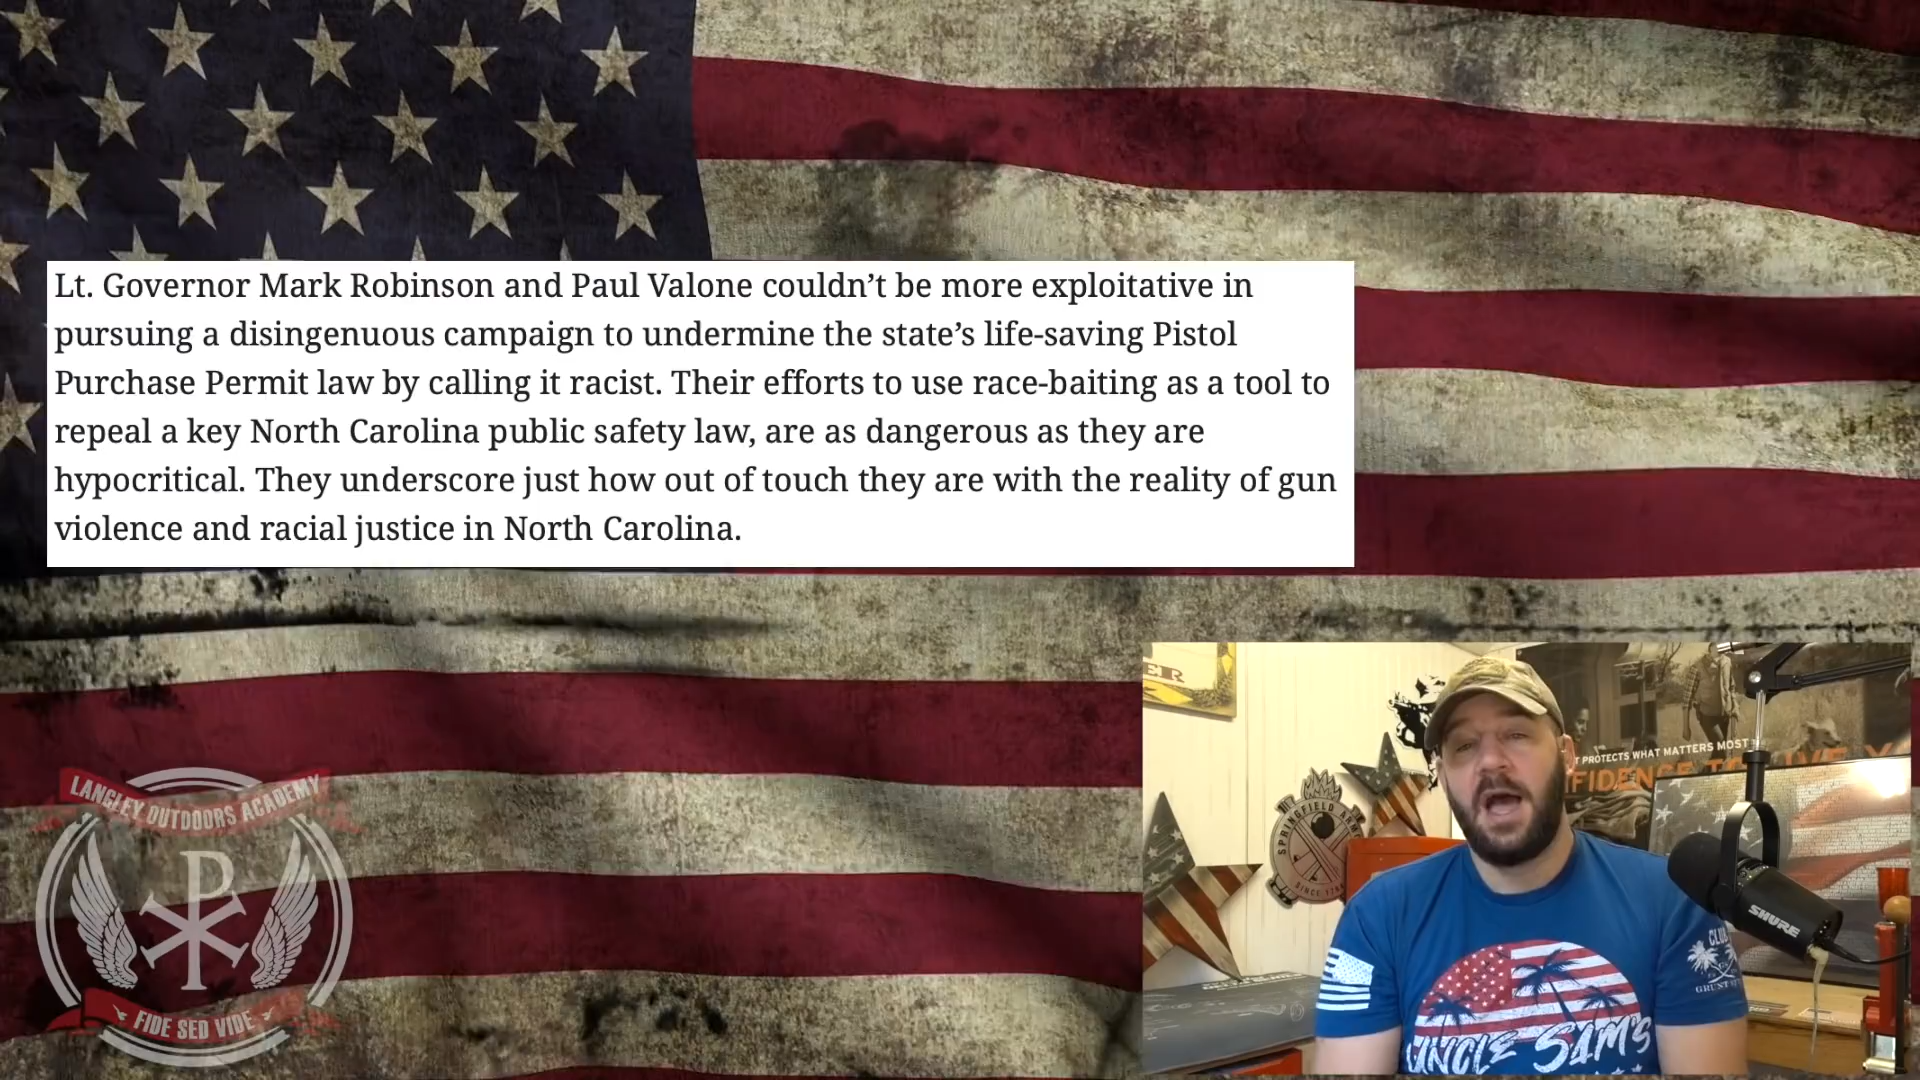 Lt. Governor Mark Robinson and Paul Valone couldn’t be more exploitative in
pursuing a disingenuous campaign to undermine the state’s life-saving Pistol
Purchase Permit law by calling it racist. Their efforts to use race-baiting as a tool to
repeal a key North Carolina public safety law, are as dangerous as they are
hypocritical. They underscore just how out of touch they are with the reality of gun
violence and racial justice in North Carolina.
LANGLEY OUTDOORS ACADEMY
FIDE SED VIDE
ER
PROTECTS WHAT MATTERS MOST
SPRINGFIELD ARM
SINCE
SHURE
GRUNT
UNCLE SAM'S